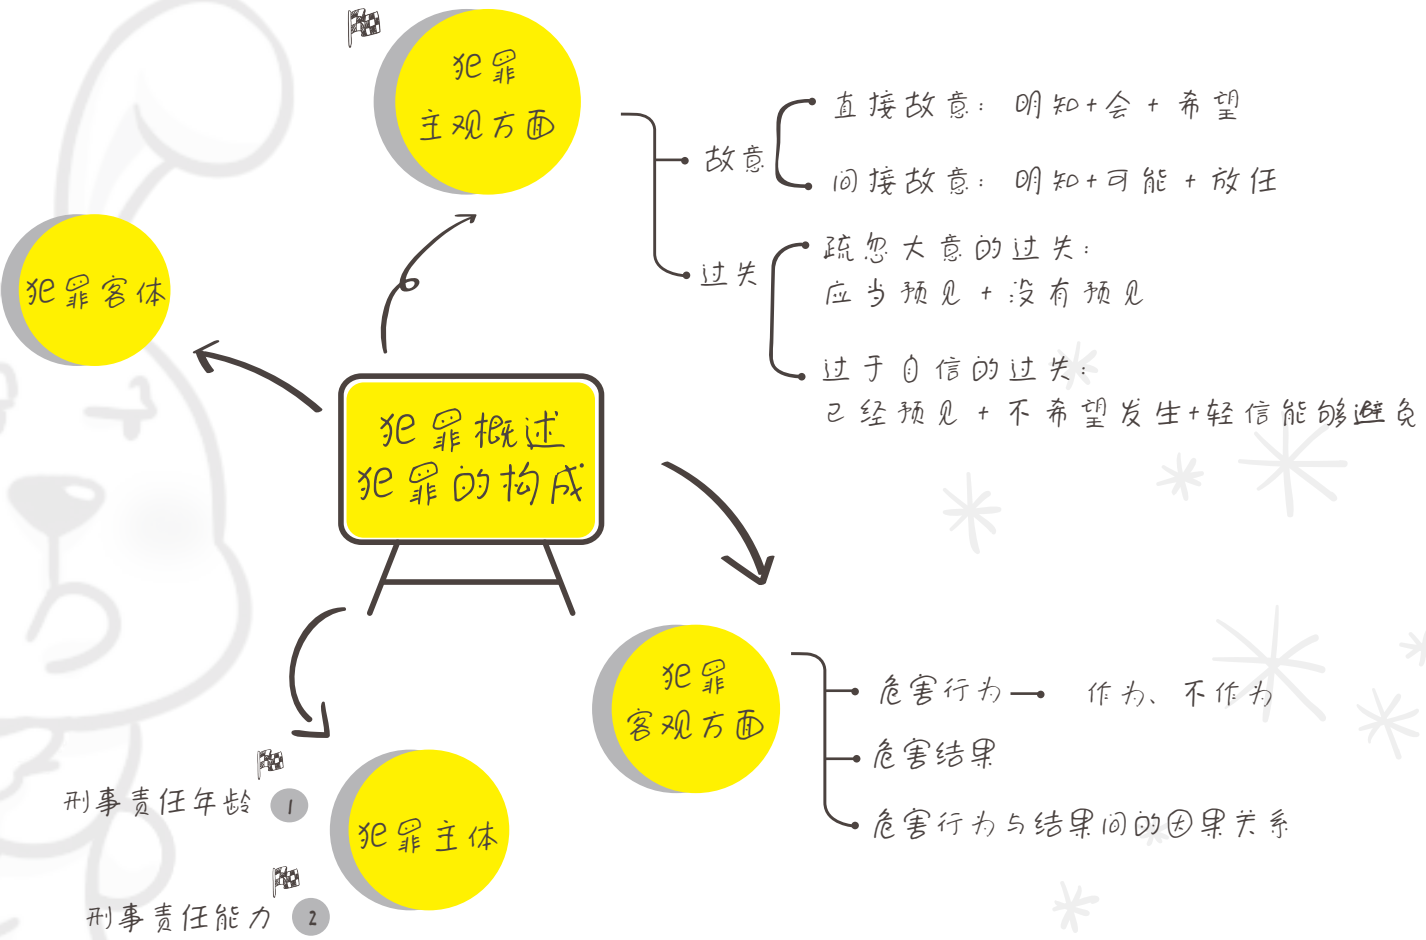 犯罪
主观方面
故意
直接故意：明知+会+希望
间接故意：明知+可能+放任
过失
疏忽大意的过失：
应当预见+没有预见
过于自信的过失：
已经预见+不希望发生+轻信能够避免
犯罪客体
犯罪概述
犯罪的构成
犯罪
客观方面
危害行为
作为、不作为
危害结果
危害行为与结果间的因果关系
犯罪主体
刑事责任年龄 1
刑事责任能力 2